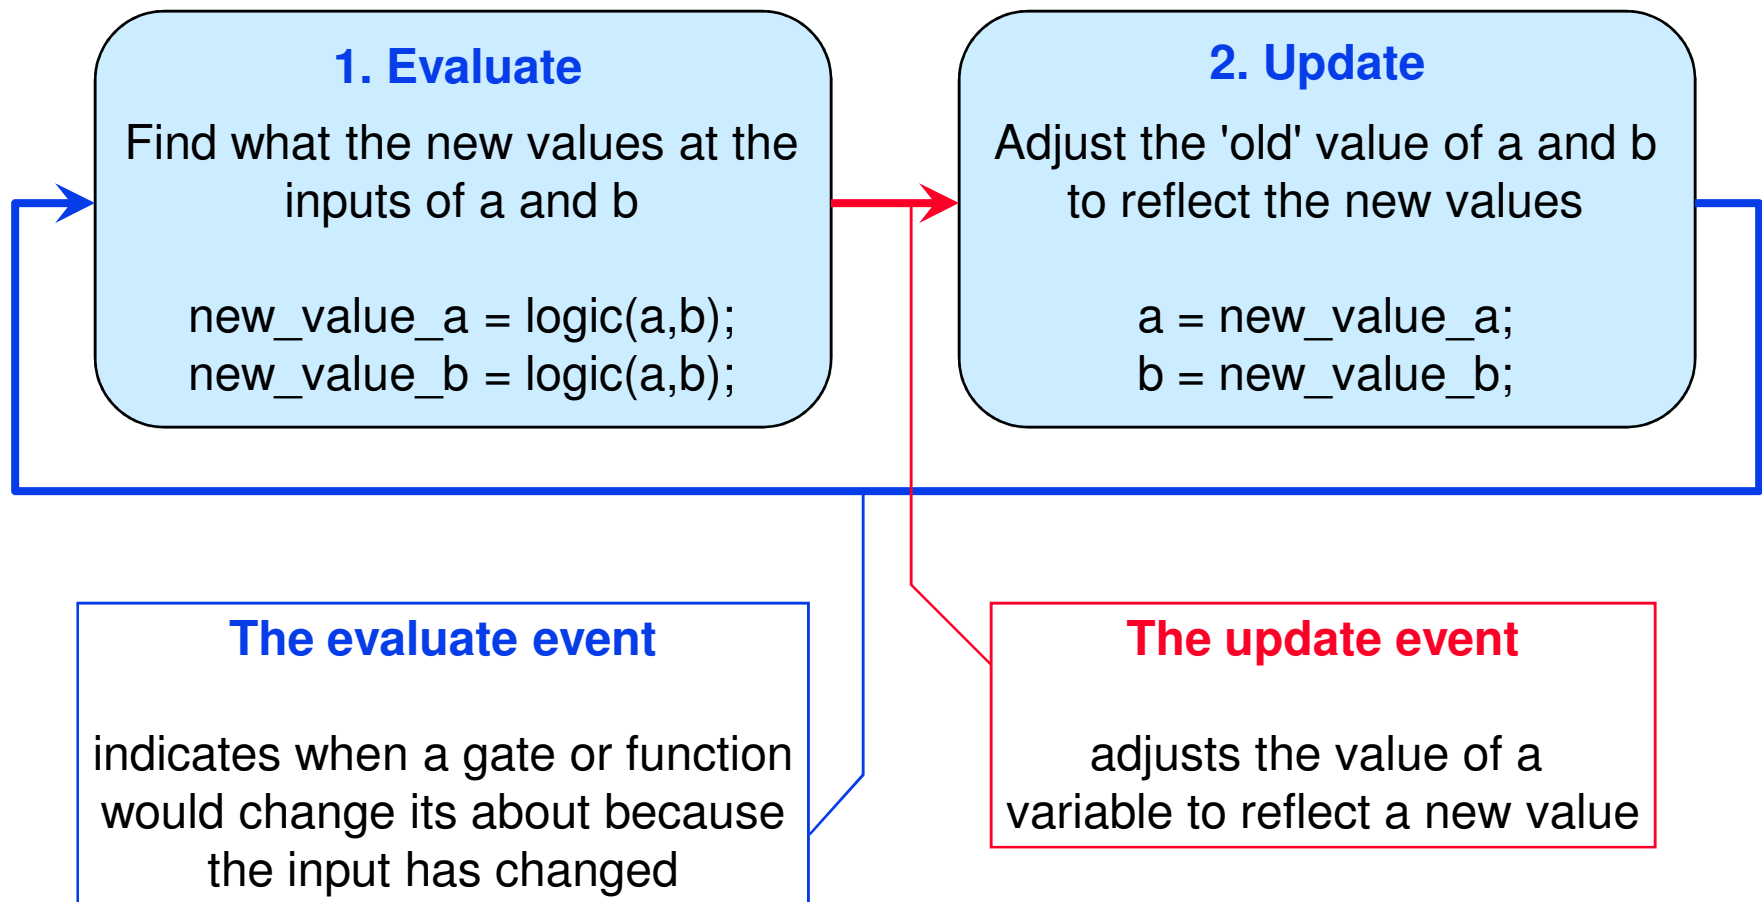 1. Evaluate
Find what the new values at the
inputs of a and b
new_value_a = logic(a,b);
new_value_b = logic(a,b);
2. Update
Adjust the 'old' value of a and b
to reflect the new values
a = new_value_a;
b = new_value_b;
The evaluate event
indicates when a gate or function
would change its about because
the input has changed
The update event
adjusts the value of a
variable to reflect a new value